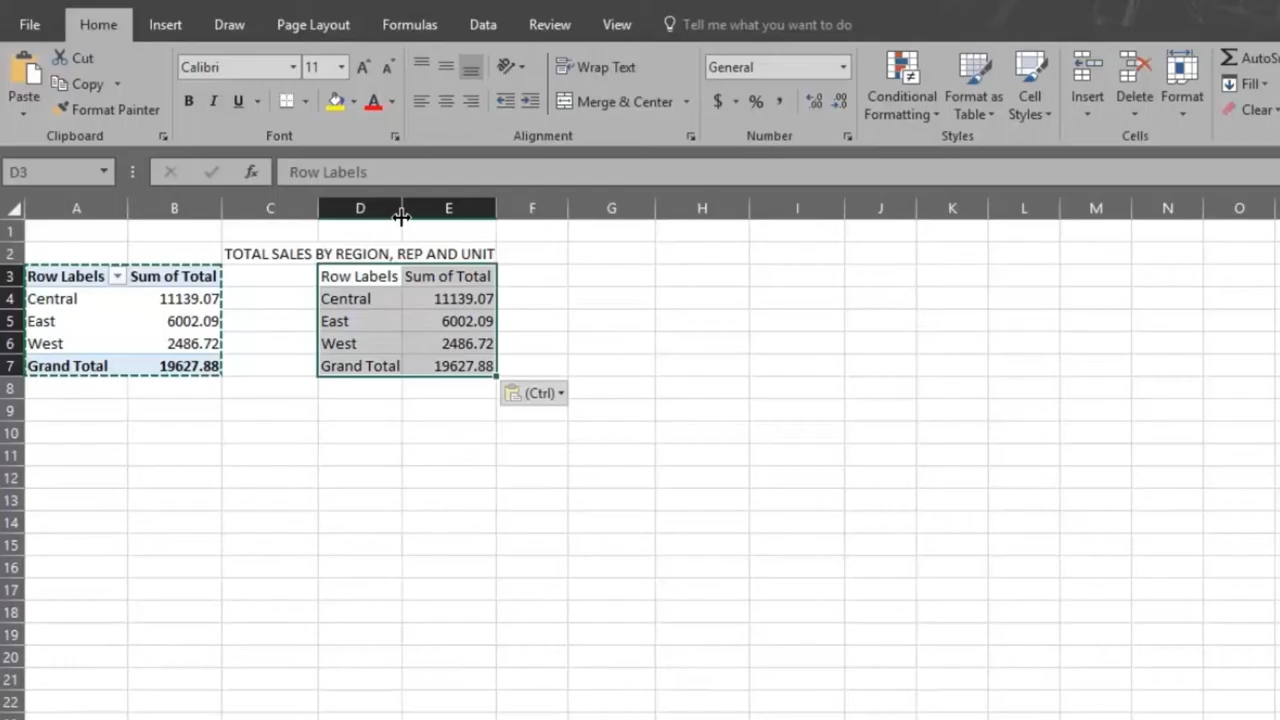 File Home Insert Draw Page Layout Formulas Data Review View Tell me what you want to do
Paste
Cut
Copy
Format Painter
Clipboard
Calibri 11 A A
B I U A
Font
Wrap Text
Merge & Center
Alignment
General
$ % , .0 .00 .00 .0
Number
Conditional Formatting
Format as Table
Cell Styles
Styles
Insert
Delete
Format
Cells
AutoS
Fill
Clear
D3 fx Row Labels
A B C D E F G H I J K L M N O
1
2 TOTAL SALES BY REGION, REP AND UNIT
3 Row Labels Sum of Total Row Labels Sum of Total
4 Central 11139.07 Central 11139.07
5 East 6002.09 East 6002.09
6 West 2486.72 West 2486.72
7 Grand Total 19627.88 Grand Total 19627.88
8
(Ctrl)
9
10
11
12
13
14
15
16
17
18
19
20
21
22